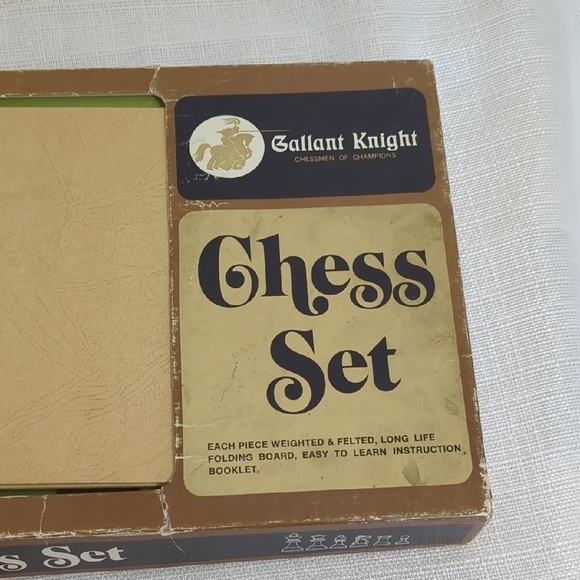 Gallant Knight
CHESSMEN OF CHAMPIONS
Chess
Set
EACH PIECE WEIGHTED & FELTED, LONG LIFE
FOLDING BOARD, EASY TO LEARN INSTRUCTION
BOOKLET.
s Set